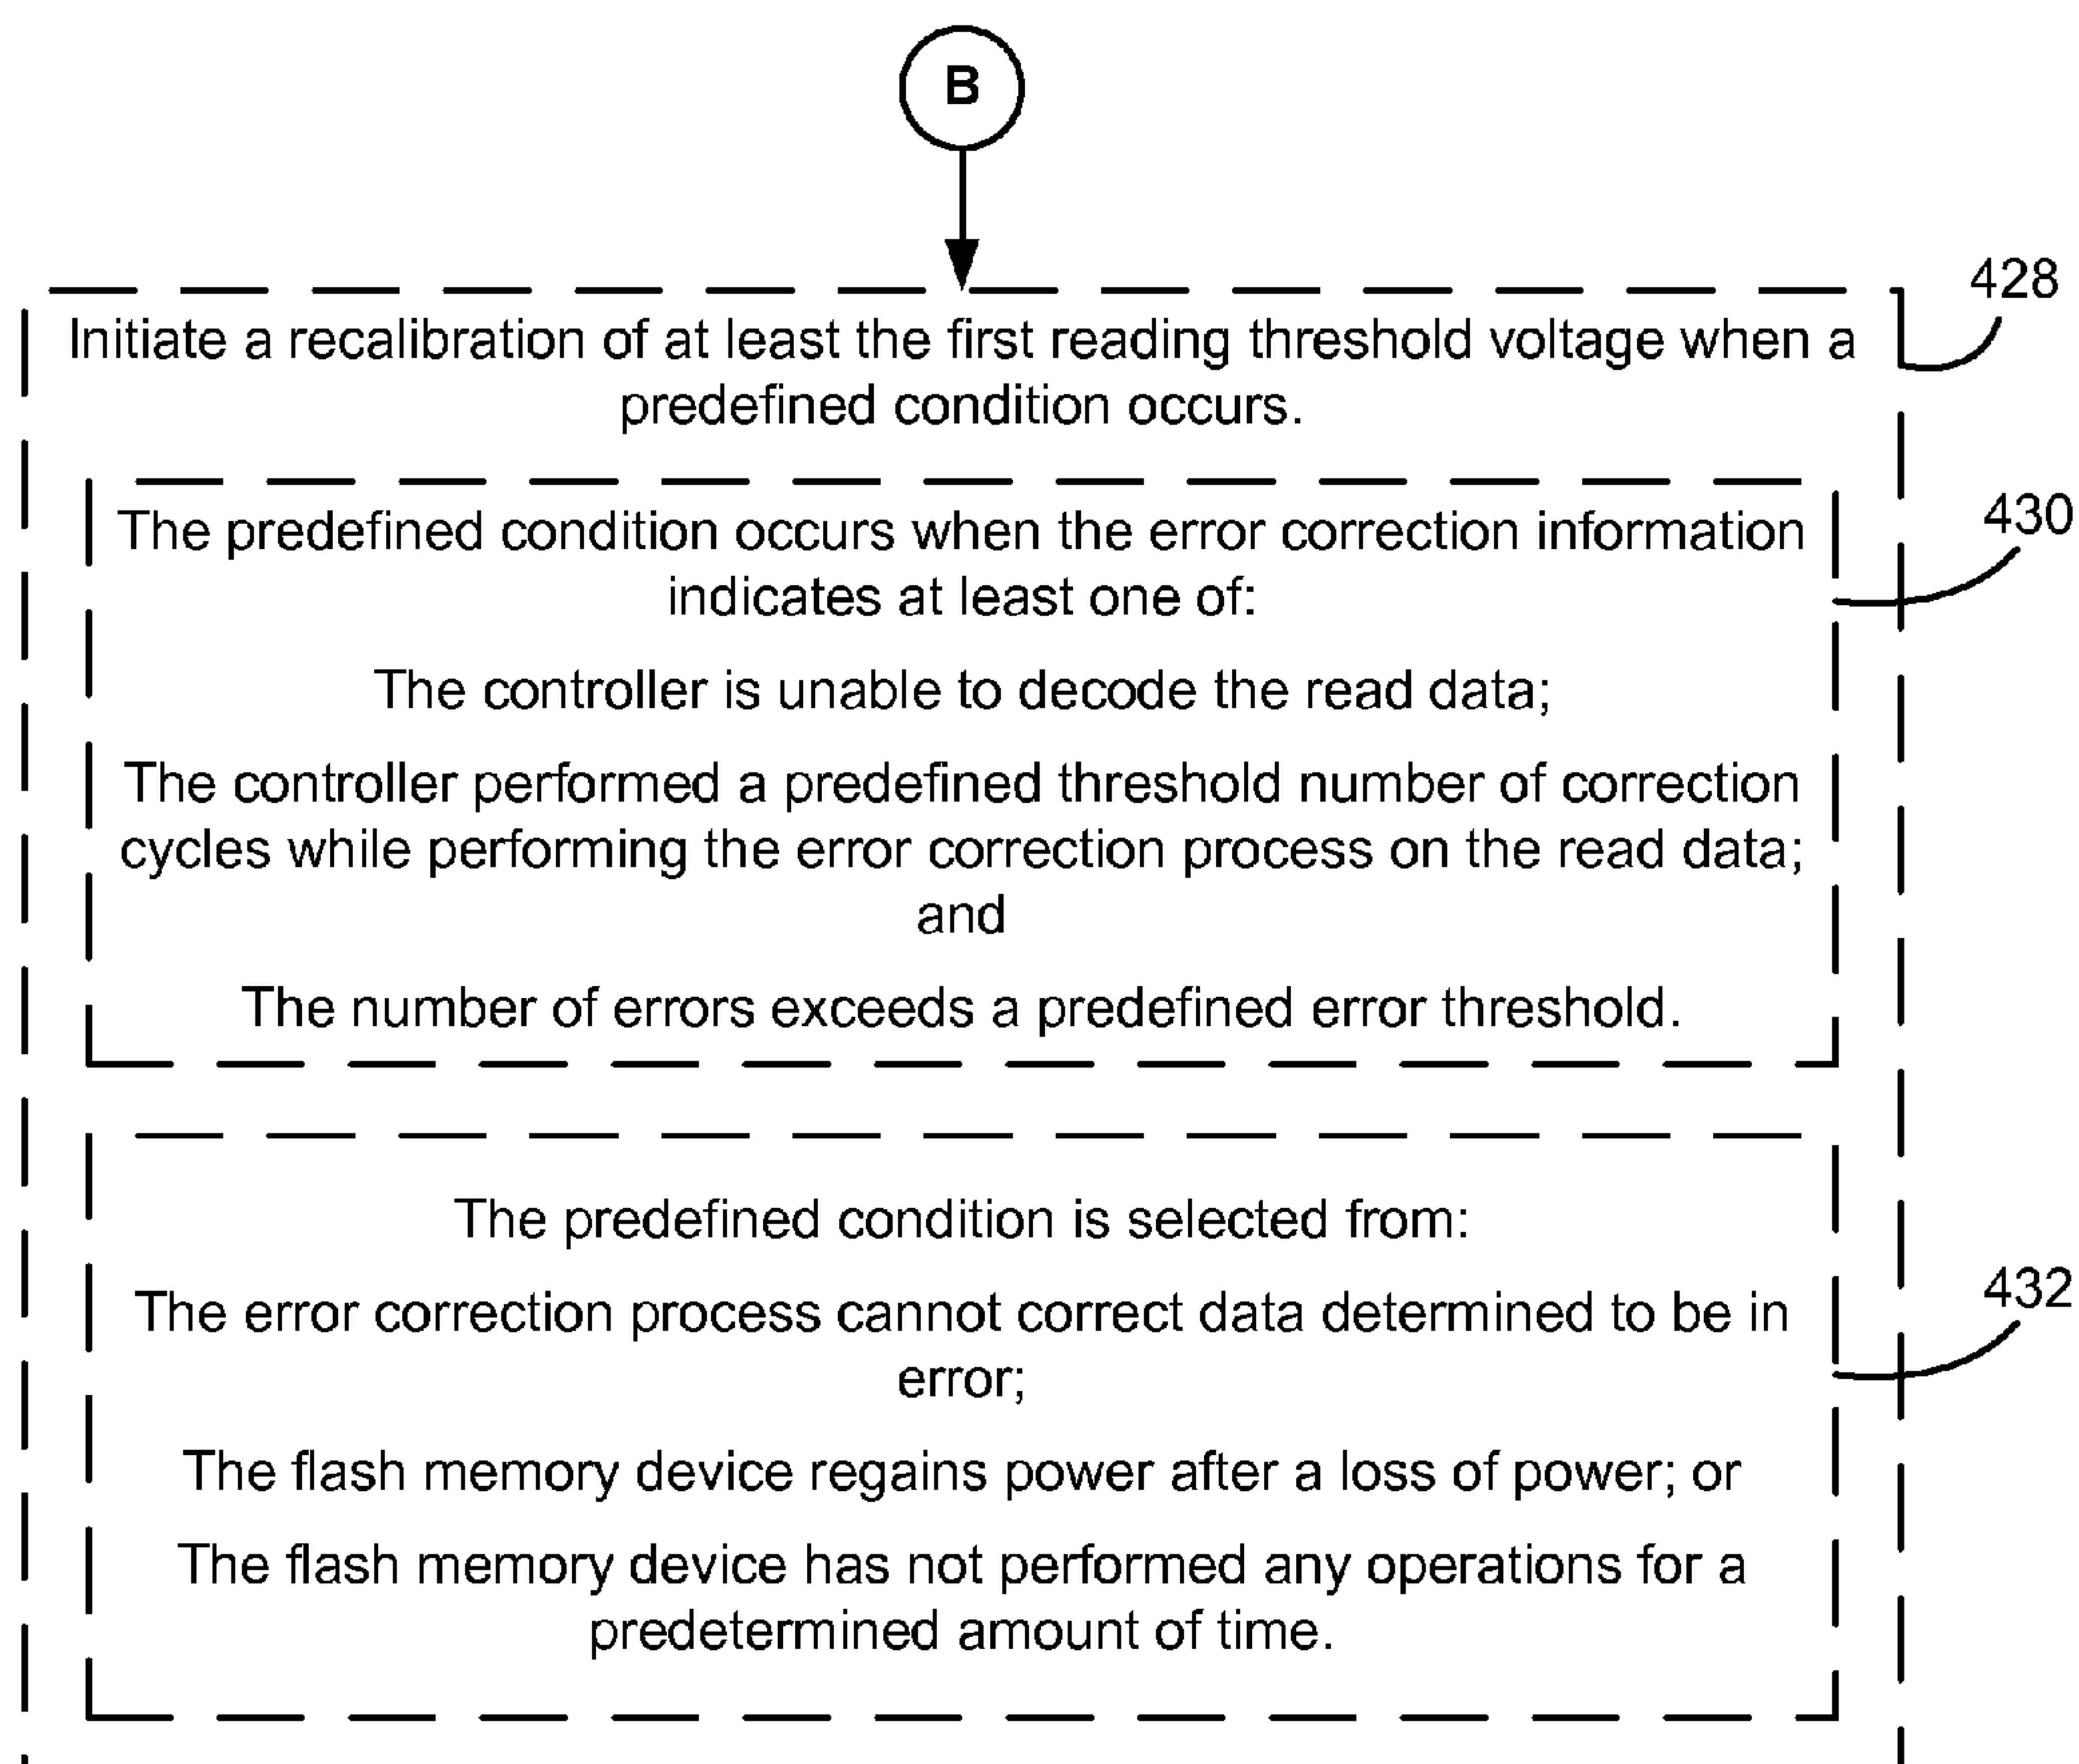 B
428
Initiate a recalibration of at least the first reading threshold voltage when a
predefined condition occurs.
430
The predefined condition occurs when the error correction information
indicates at least one of:
The controller is unable to decode the read data;
The controller performed a predefined threshold number of correction
cycles while performing the error correction process on the read data;
and
The number of errors exceeds a predefined error threshold.
The predefined condition is selected from:
432
The error correction process cannot correct data determined to be in
error;
The flash memory device regains power after a loss of power; or
The flash memory device has not performed any operations for a
predetermined amount of time.